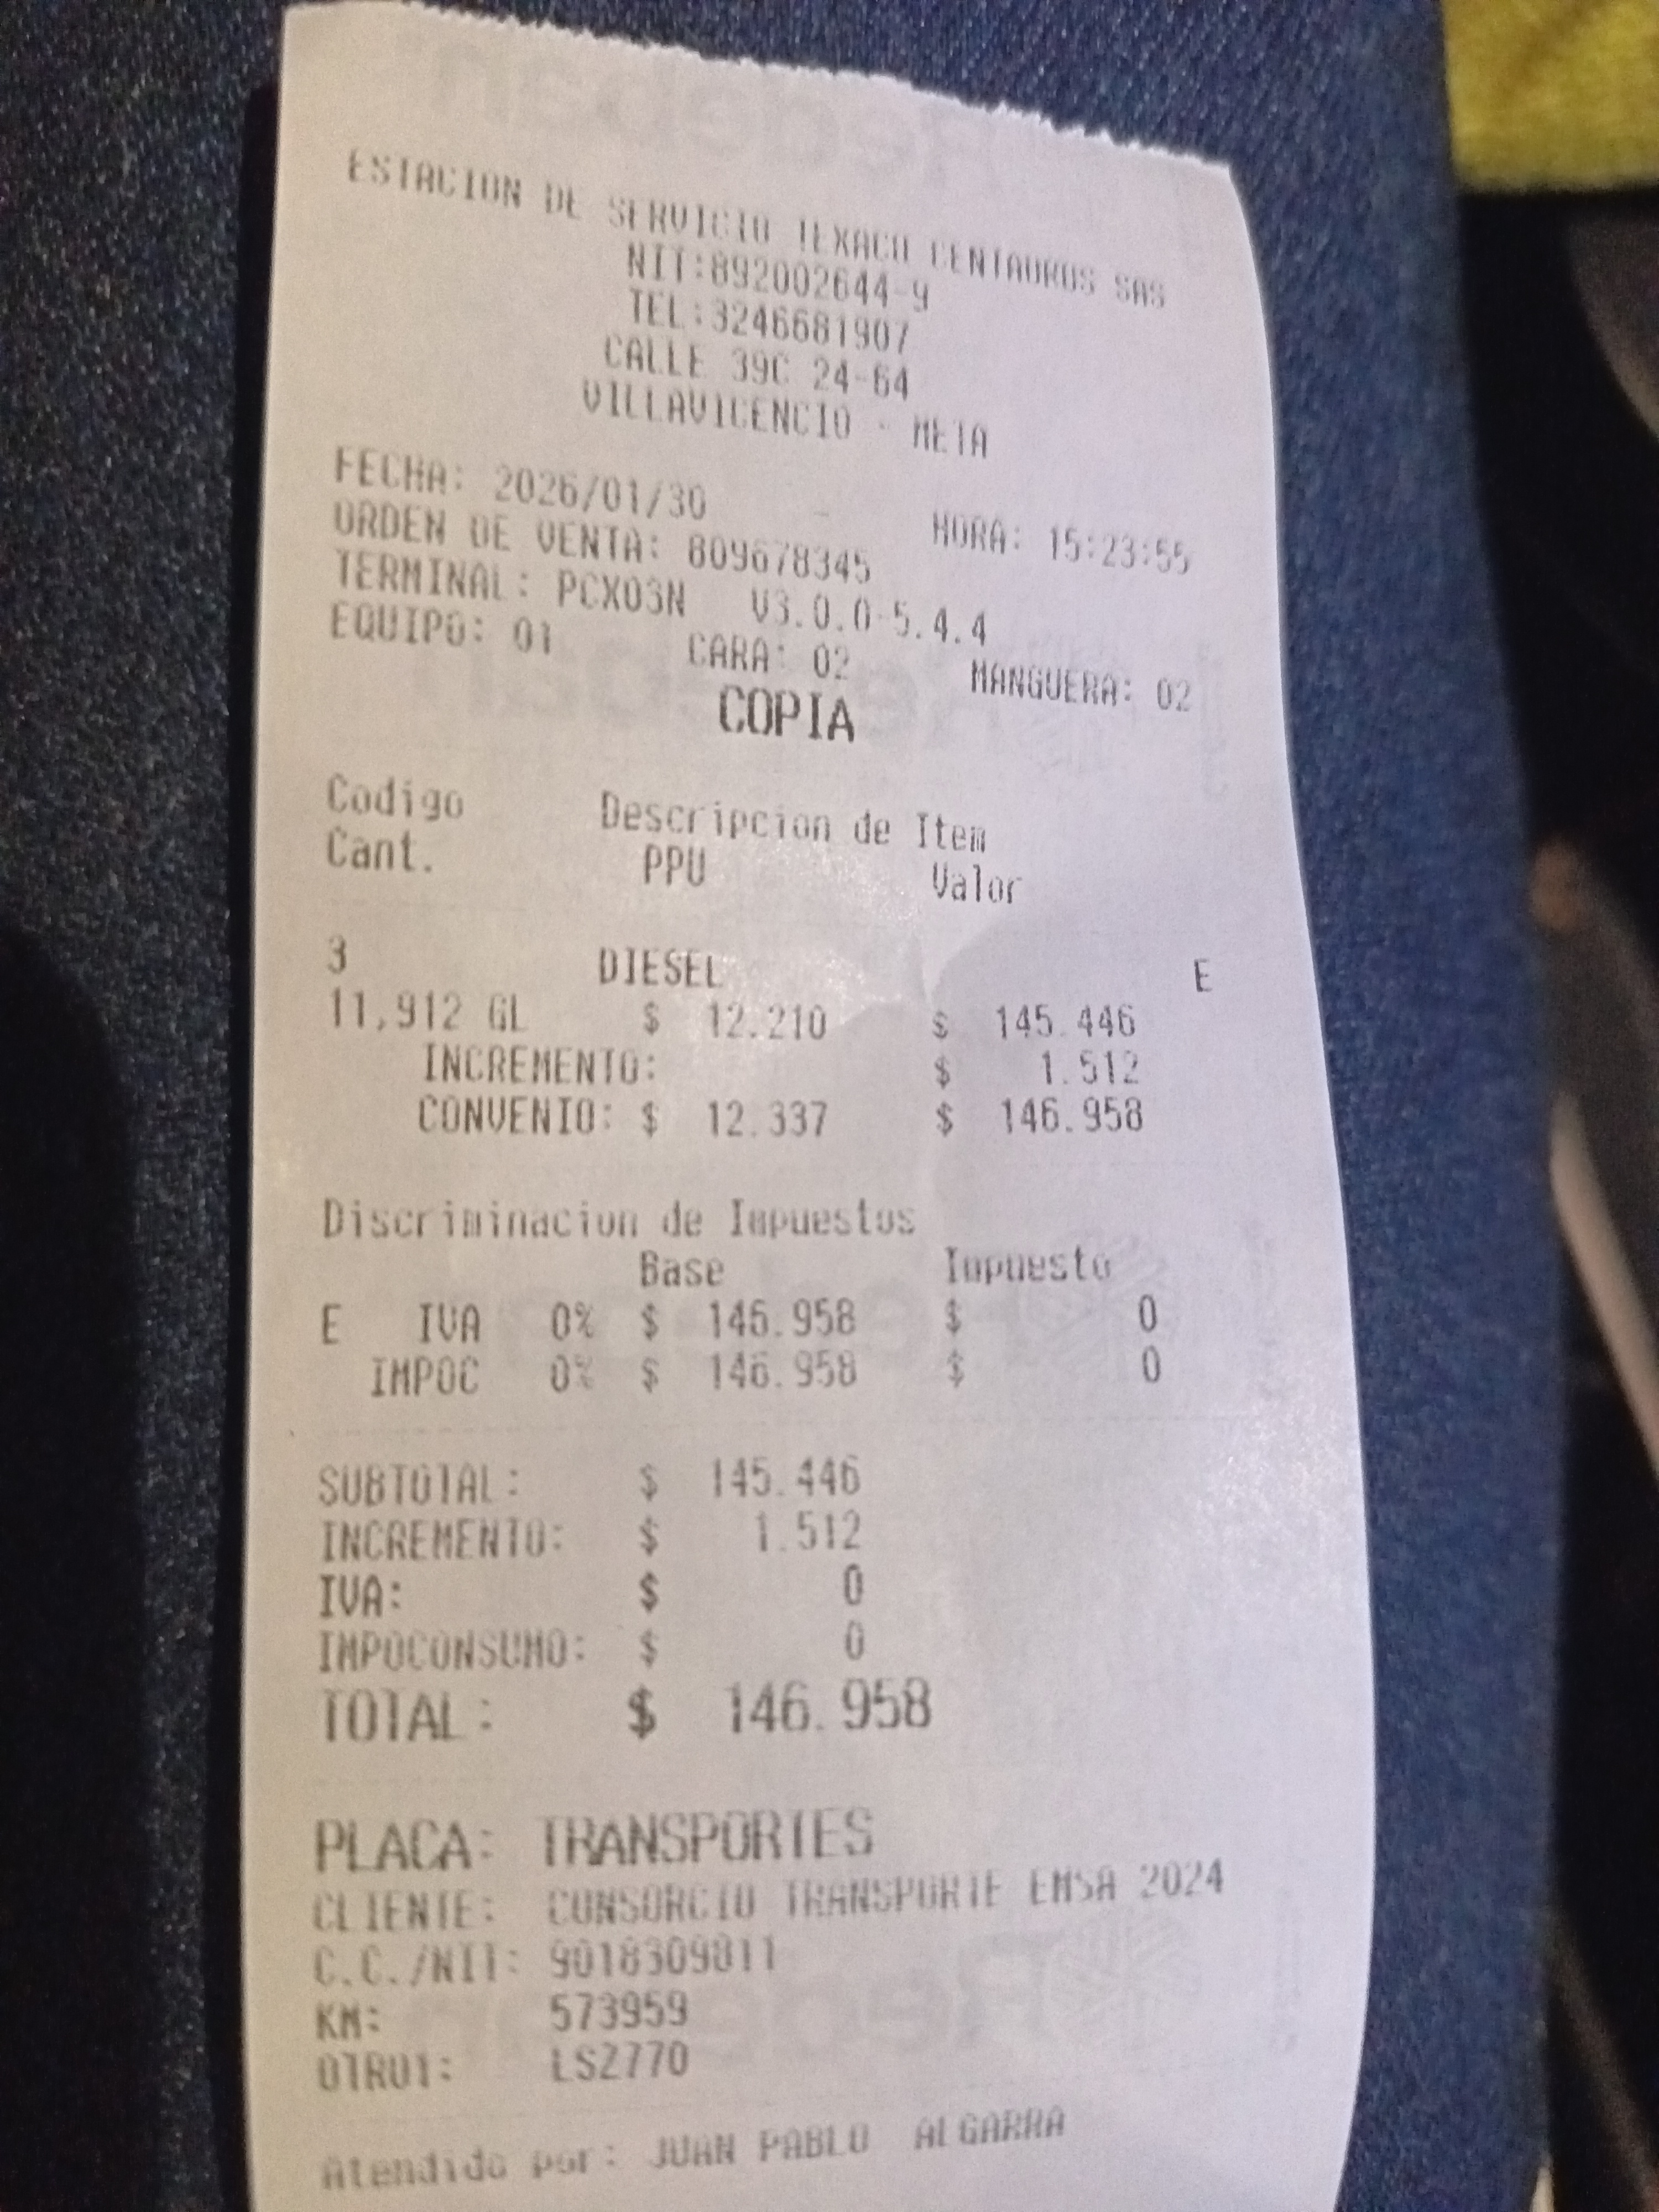 ESTACION DE SERVICIO TEXACO CENTAUROS SAS
NIT:892002644-9
TEL:3246681907
CALLE 39C 24-64
VILLAVICENCIO - META
FECHA: 2026/01/30 HORA: 15:23:55
ORDEN DE VENTA: 809678345
TERMINAL: PCX03N V3.0.0-5.4.4
EQUIPO: 01 CARA: 02 MANGUERA: 02
COPIA
Codigo Descripcion de Item
Cant. PPU Valor
3 DIESEL E
11,912 GL $ 12.210 $ 145.446
INCREMENTO: $ 1.512
CONVENIO: $ 12.337 $ 146.958
Discriminacion de Impuestos
Base Impuesto
E IVA 0% $ 146.958 $ 0
IMPOC 0% $ 146.958 $ 0
SUBTOTAL: $ 145.446
INCREMENTO: $ 1.512
IVA: $ 0
IMPOCONSUMO: $ 0
TOTAL: $ 146.958
PLACA: TRANSPORTES
CLIENTE: CONSORCIO TRANSPORTE EMSA 2024
C.C./NIT: 9018309811
KM: 573959
OTRO1: LSZ770
Atendido por: JUAN PABLO ALGARRA